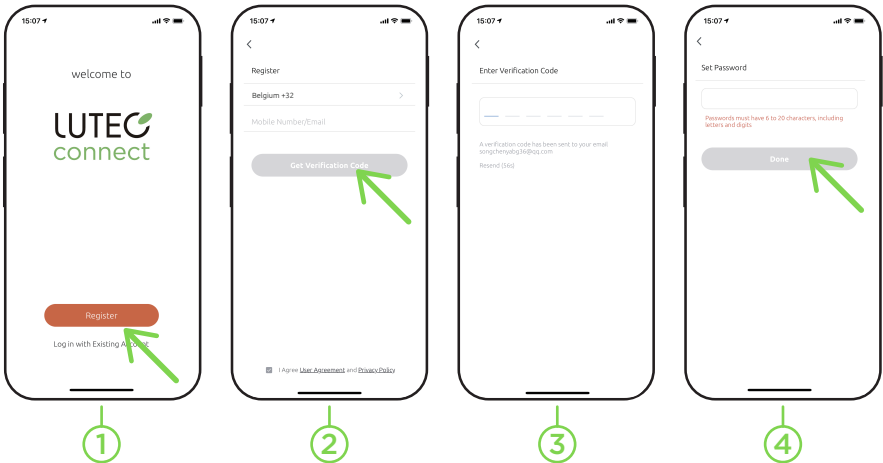 15:07
welcome to
LUTEC
connect
Register
Log in with Existing Account
1
15:07
Register
Belgium +32
Mobile Number/Email
Get Verification Code
I Agree User Agreement and Privacy Policy
2
15:07
Enter Verification Code
A verification code has been sent to your email
songchenyabg36@qq.com
Resend (56s)
3
15:07
Set Password
Passwords must have 6 to 20 characters, including
letters and digits
Done
4